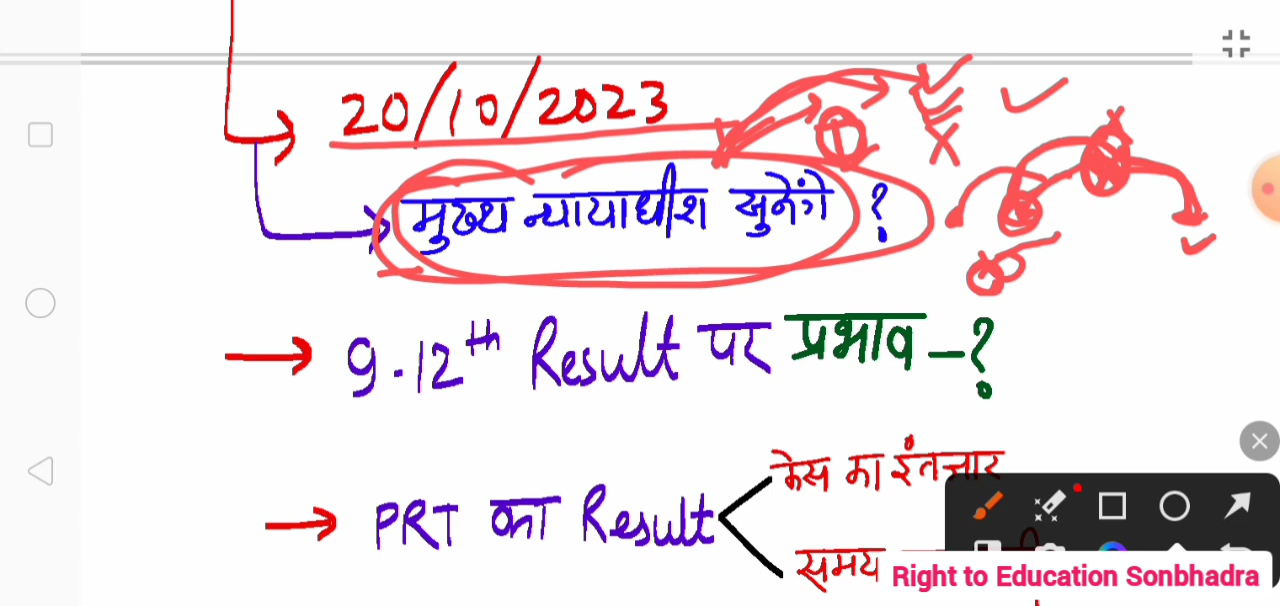 20/10/2023
मुख्य न्यायाधीश सुनेंगे ?
9-12th Result पर प्रभाव -?
PRT का Result
केस का इंतजार
समय
Right to Education Sonbhadra